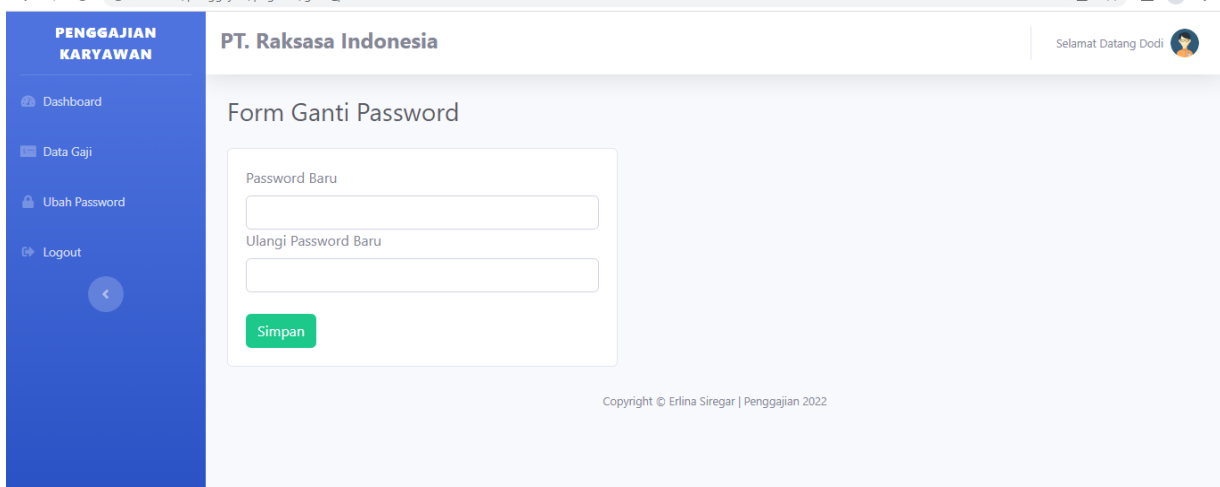 PENGGAJIAN
KARYAWAN
PT. Raksasa Indonesia
Selamat Datang Dodi
Dashboard
Data Gaji
Ubah Password
Logout
Form Ganti Password
Password Baru
Ulangi Password Baru
Simpan
Copyright © Erlina Siregar | Penggajian 2022